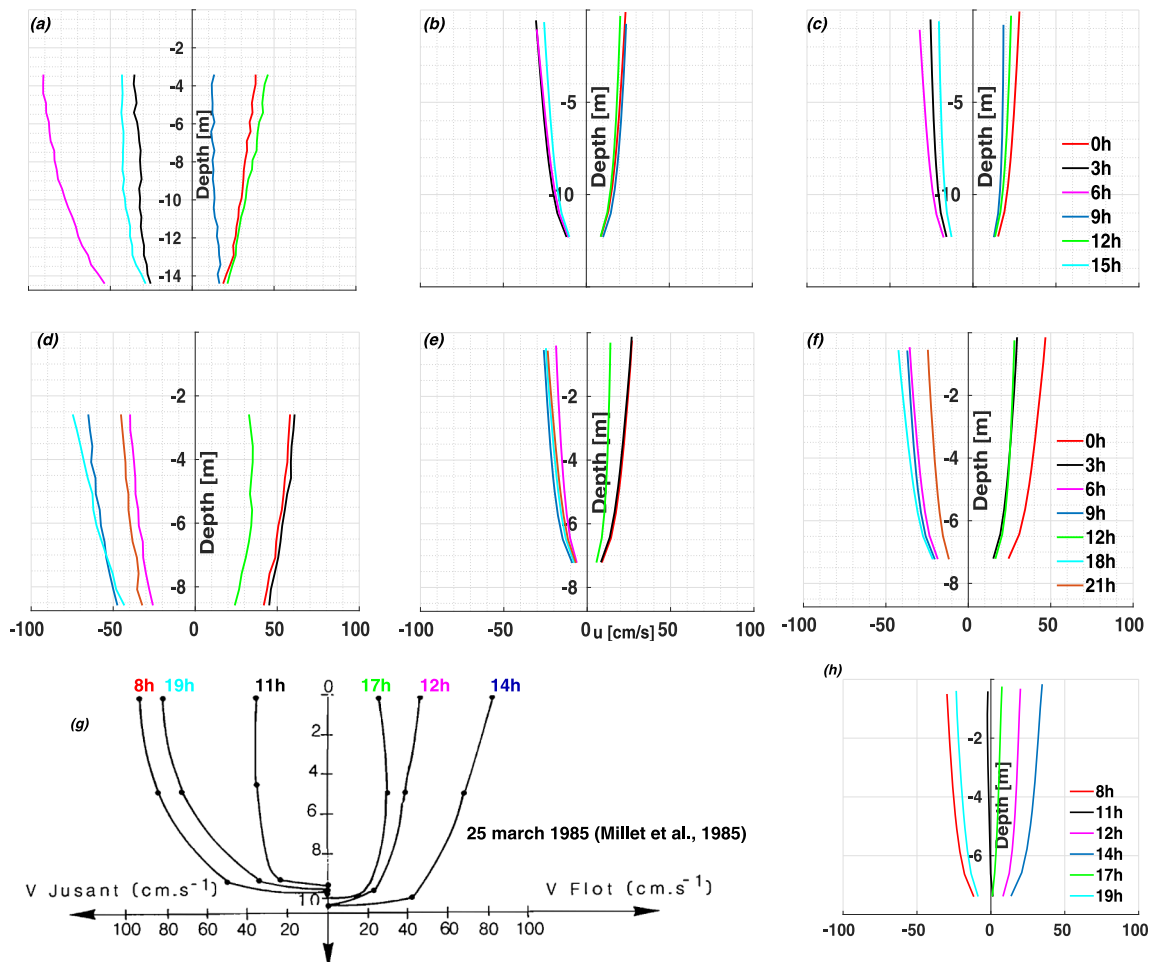 (a)
-2
-4
-6
-8
-10
-12
-14
Depth [m]
(b)
-5
-10
Depth [m]
(c)
-5
-10
Depth [m]
0h
3h
6h
9h
12h
15h
(d)
-2
-4
-6
-8
Depth [m]
-100 -50 0 50 100
(e)
-2
-4
-6
-8
Depth [m]
-100 -50 0 50 100
u [cm/s]
(f)
-2
-4
-6
-8
Depth [m]
0h
3h
6h
9h
12h
18h
21h
-100 -50 0 50 100
(g)
8h 19h 11h 0 17h 12h 14h
2
4
6
8
10
25 march 1985 (Millet et al., 1985)
V Jusant (cm.s⁻¹) V Flot (cm.s⁻¹)
100 80 60 40 20 0 20 40 60 80 100
(h)
-2
-4
-6
Depth [m]
8h
11h
12h
14h
17h
19h
-100 -50 0 50 100